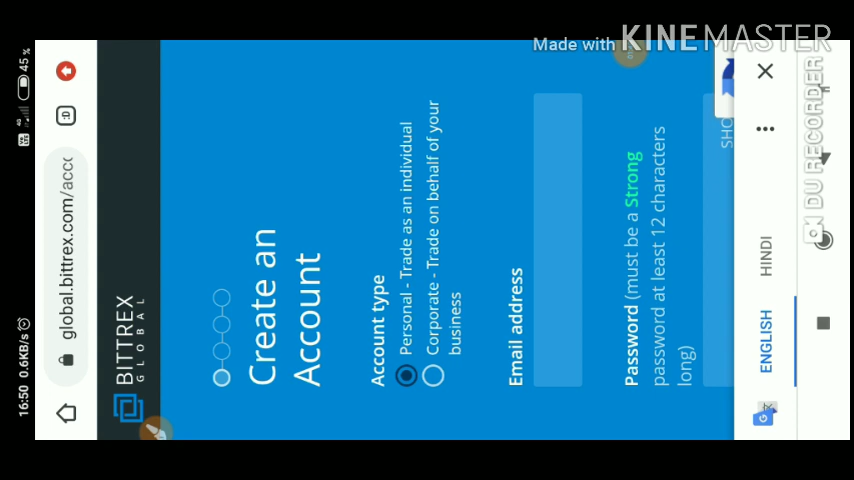 Made with KINEMASTER
DU RECORDER
16:50 0.6KB/s
45 %
global.bittrex.com/acco
:D
BITTREX
GLOBAL
Create an
Account
Account type
Personal - Trade as an individual
Corporate - Trade on behalf of your
business
Email address
Password (must be a Strong
password at least 12 characters
long)
SHO
ENGLISH
HINDI